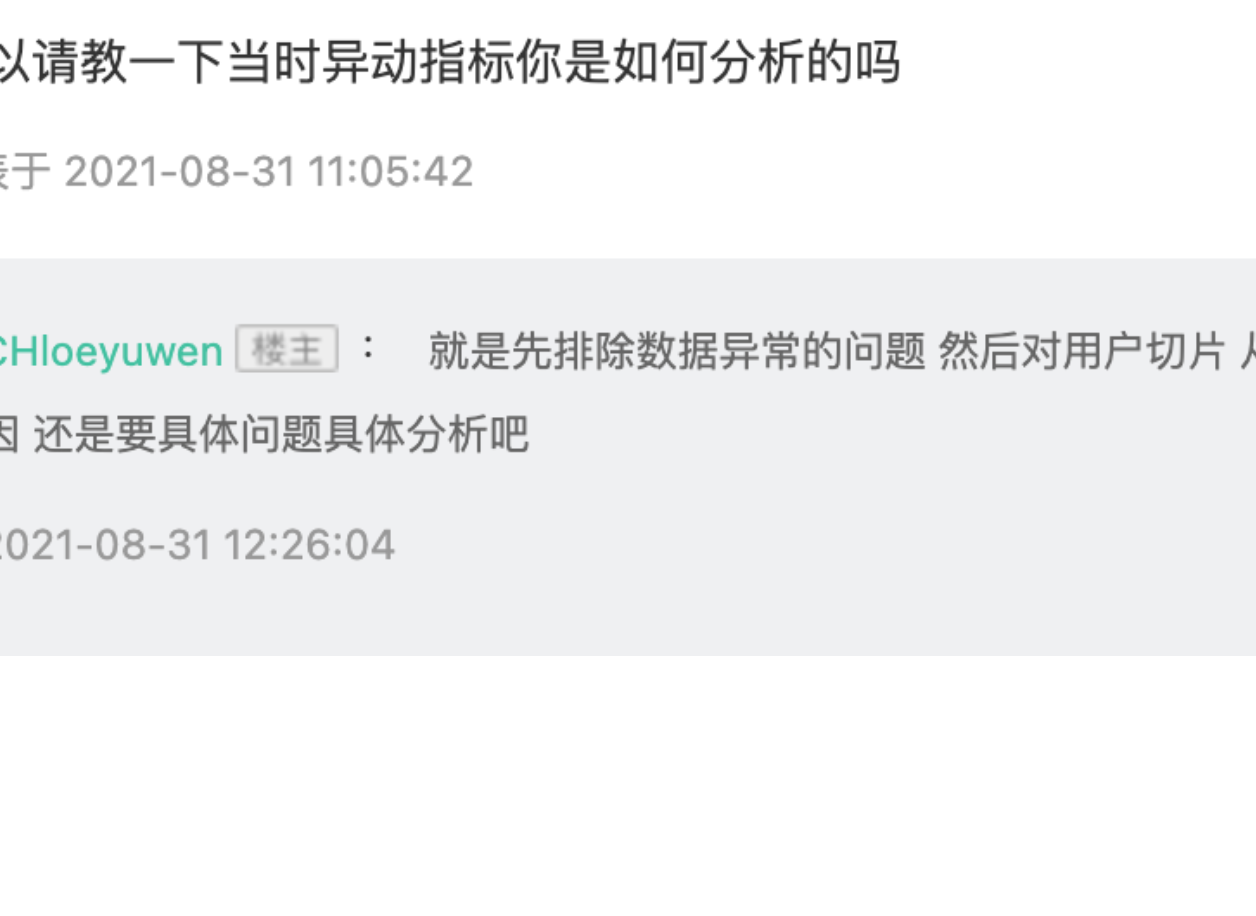 以请教一下当时异动指标你是如何分析的吗
表于 2021-08-31 11:05:42
CHloeyuwen 楼主 : 就是先排除数据异常的问题 然后对用户切片 从
因 还是要具体问题具体分析吧
2021-08-31 12:26:04